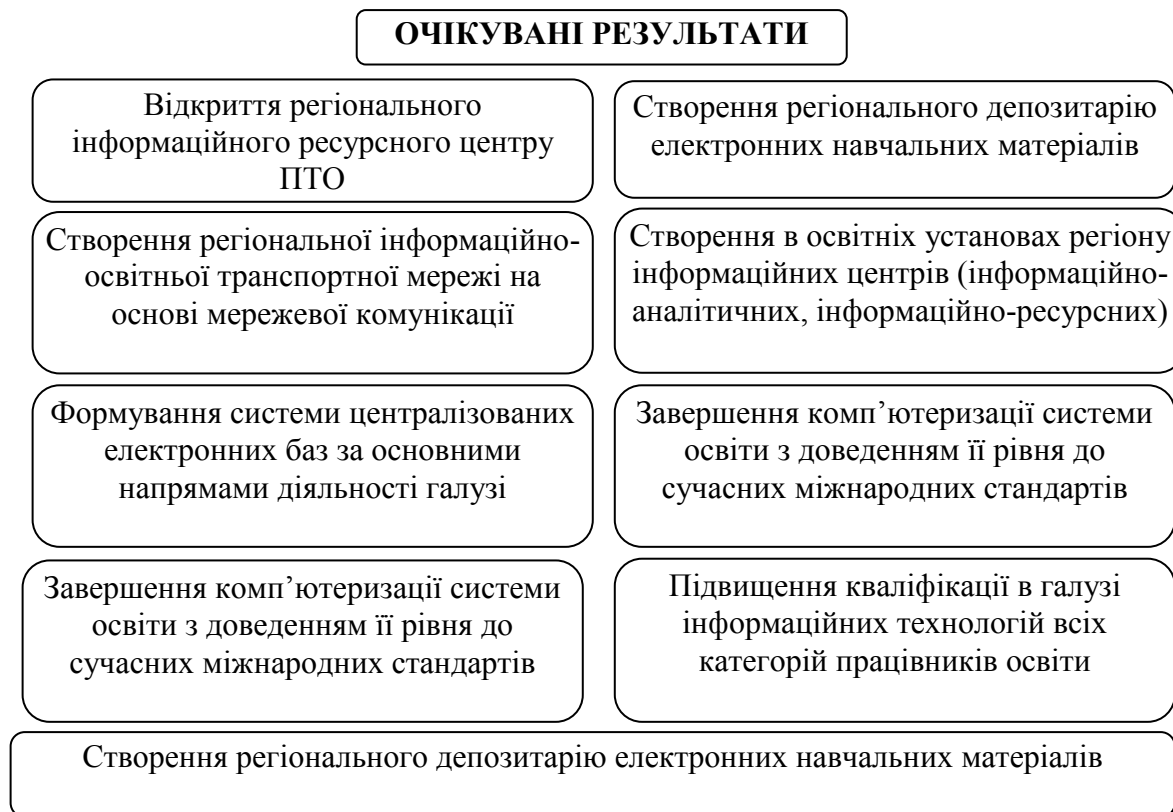 ОЧІКУВАНІ РЕЗУЛЬТАТИ
Відкриття регіонального
інформаційного ресурсного центру
ПТО
Створення регіонального депозитарію
електронних навчальних матеріалів
Створення регіональної інформаційно-
освітньої транспортної мережі на
основі мережевої комунікації
Створення в освітніх установах регіону
інформаційних центрів (інформаційно-
аналітичних, інформаційно-ресурсних)
Формування системи централізованих
електронних баз за основними
напрямами діяльності галузі
Завершення комп’ютеризації системи
освіти з доведенням її рівня до
сучасних міжнародних стандартів
Завершення комп’ютеризації системи
освіти з доведенням її рівня до
сучасних міжнародних стандартів
Підвищення кваліфікації в галузі
інформаційних технологій всіх
категорій працівників освіти
Створення регіонального депозитарію електронних навчальних матеріалів